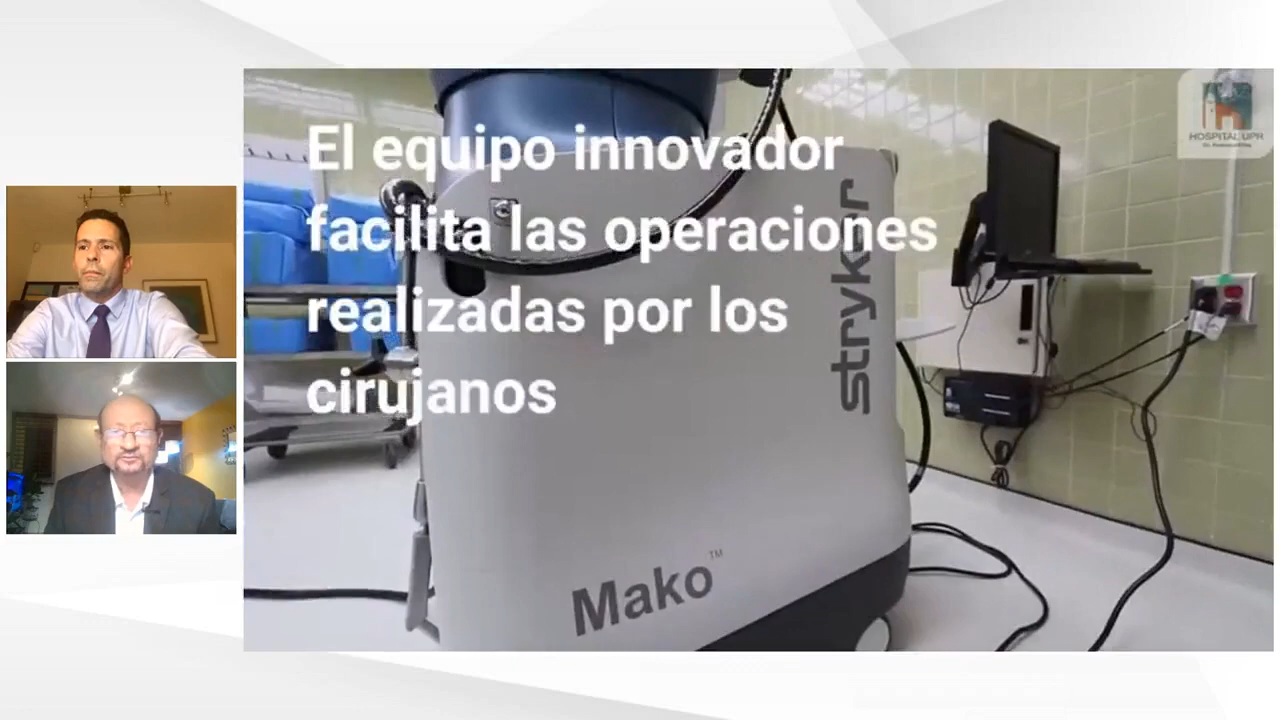 El equipo innovador
facilita las operaciones
realizadas por los
cirujanos
stryker
Mako™
HOSPITAL UPR